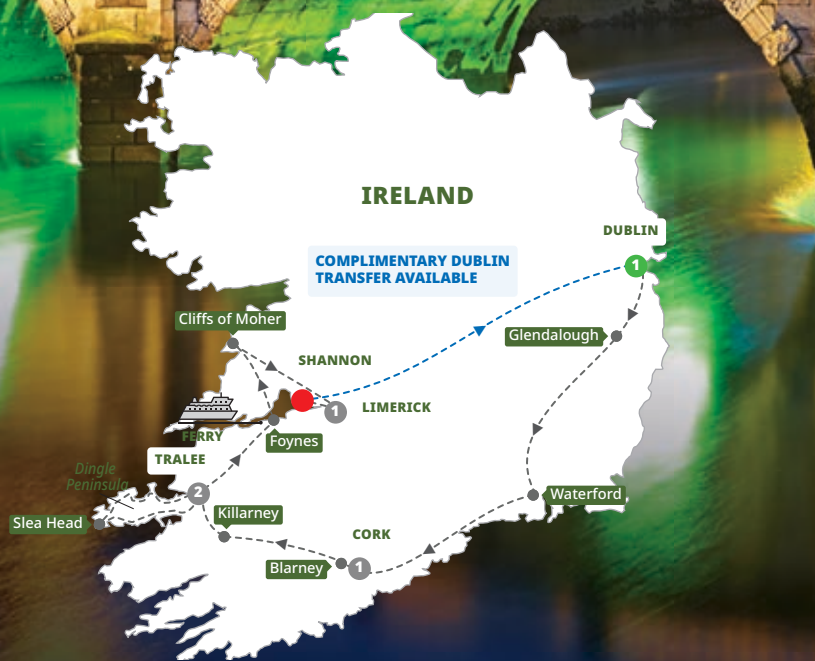 IRELAND
DUBLIN
1
COMPLIMENTARY DUBLIN
TRANSFER AVAILABLE
Cliffs of Moher
Glendalough
SHANNON
LIMERICK
1
FERRY
Foynes
TRALEE
Dingle
Peninsula
2
Waterford
Killarney
Slea Head
CORK
Blarney
1